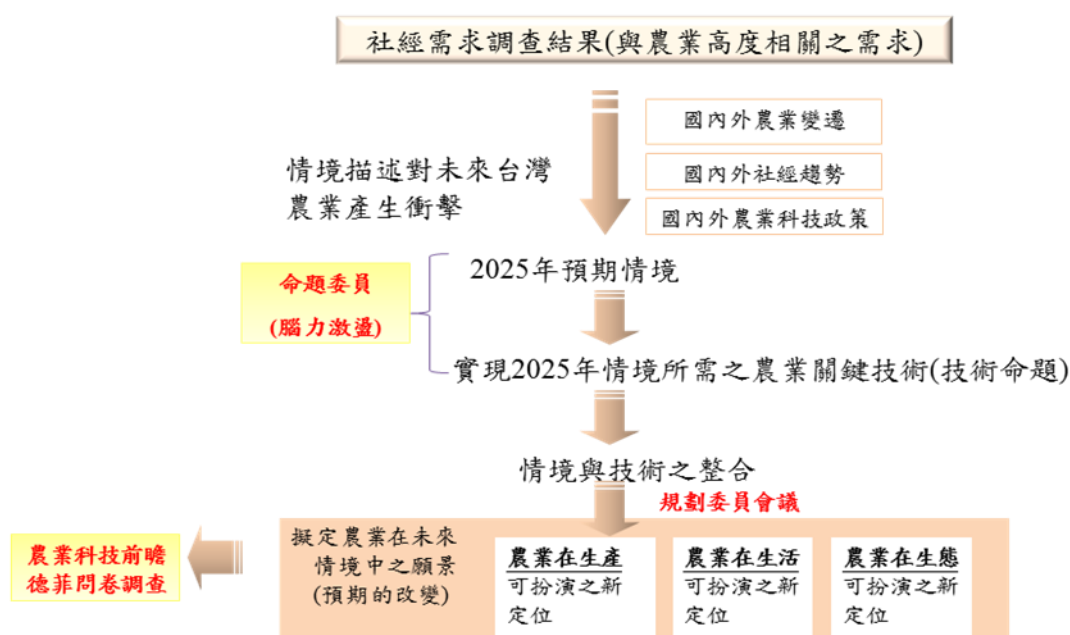 社經需求調查結果(與農業高度相關之需求)
國內外農業變遷
情境描述對未來台灣
農業產生衝擊
國內外社經趨勢
國內外農業科技政策
命題委員
(腦力激盪)
2025年預期情境
實現2025年情境所需之農業關鍵技術(技術命題)
情境與技術之整合
規劃委員會議
農業科技前瞻
德菲問卷調查
擬定農業在未來
情境中之願景
(預期的改變)
農業在生產
可扮演之新
定位
農業在生活
可扮演之新
定位
農業在生態
可扮演之新
定位